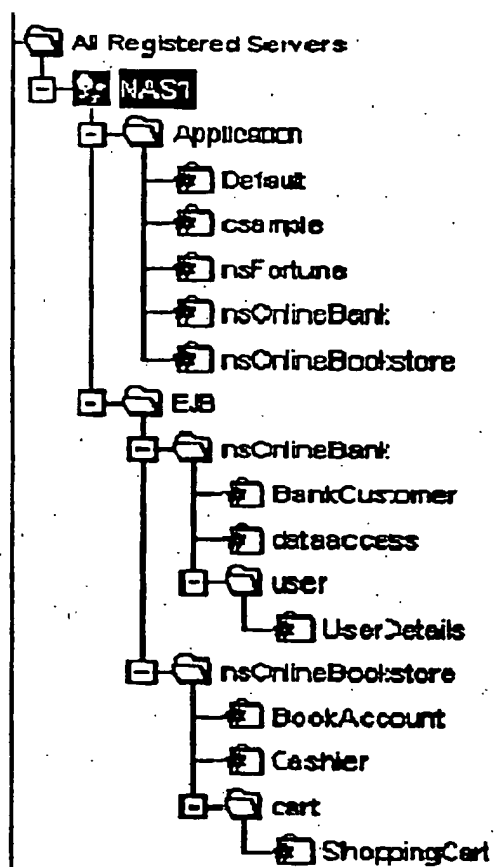 All Registered Servers
NAS1
Application
Default
csample
nsFortune
nsOnlineBank
nsOnlineBookstore
EJB
nsOnlineBank
BankCustomer
dataaccess
user
UserDetails
nsOnlineBookstore
BookAccount
Cashier
cart
ShoppingCart